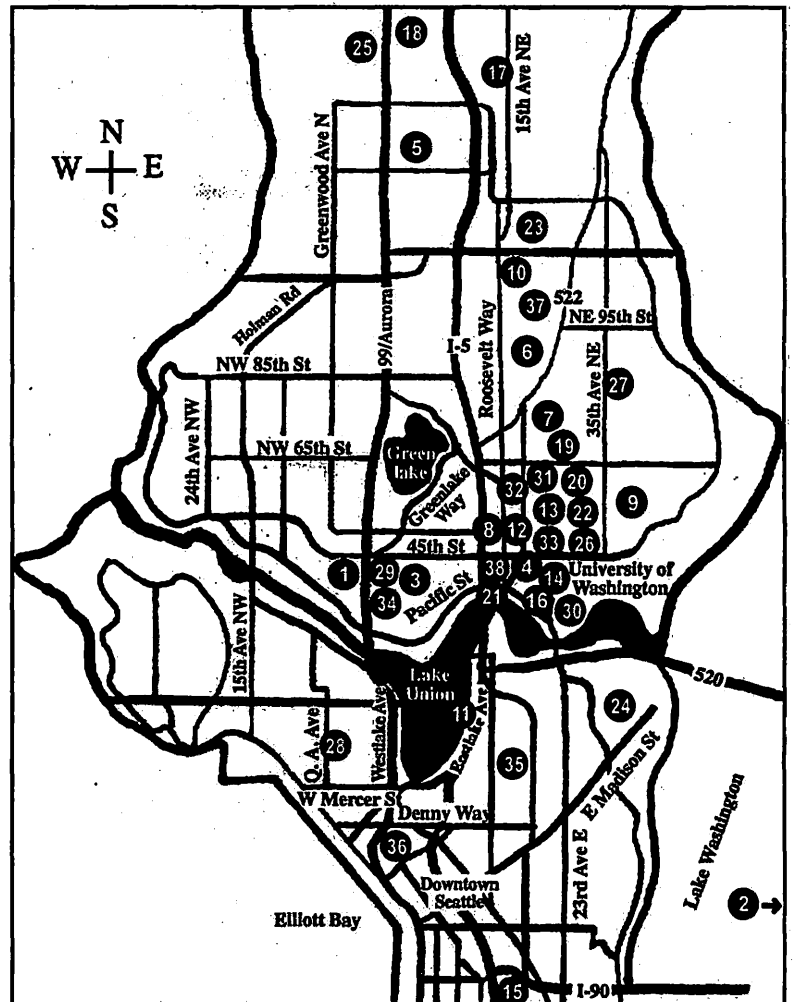 18
25
17
15th Ave NE
N
W E
S
5
Greenwood Ave N
23
10
37
522
NE 95th St
Holman Rd
99/Aurora
I-5
Roosevelt Way
6
35th Ave NE
27
NW 85th St
24th Ave NW
7
19
NW 65th St
Green
lake
Greenlake
Way
32
31
20
13
22
9
8
12
33
26
45th St
1
29
3
34
Pacific St
38
4
14
21
16
30
University of
Washington
15th Ave NW
Lake
Union
520
11
24
Q. A. Ave
28
Westlake Ave
Eastlake Ave
35
E Madison St
W Mercer St
Denny Way
36
23rd Ave E
Lake Washington
Downtown
Seattle
2
Elliott Bay
15
I-90